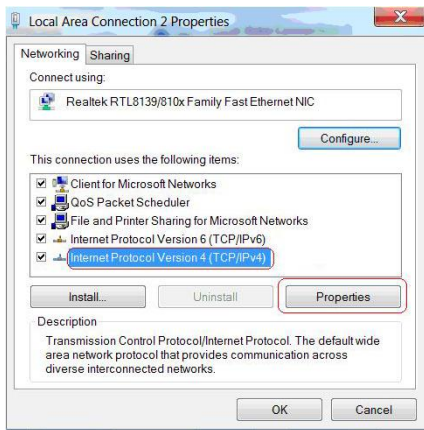 Local Area Connection 2 Properties
Networking
Sharing
Connect using:
Realtek RTL8139/810x Family Fast Ethernet NIC
Configure...
This connection uses the following items:
Client for Microsoft Networks
QoS Packet Scheduler
File and Printer Sharing for Microsoft Networks
Internet Protocol Version 6 (TCP/IPv6)
Internet Protocol Version 4 (TCP/IPv4)
Install...
Uninstall
Properties
Description
Transmission Control Protocol/Internet Protocol. The default wide
area network protocol that provides communication across
diverse interconnected networks.
OK
Cancel